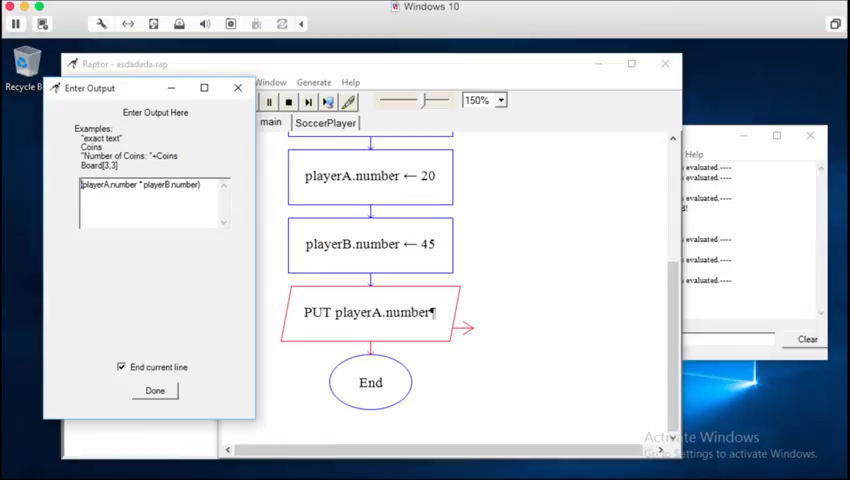 Windows 10
Recycle B
Raptor - asdadada.rap
Window Generate Help
150%
main SoccerPlayer
playerA.number ← 20
playerB.number ← 45
PUT playerA.number¶
End
Enter Output
Enter Output Here
Examples:
"exact text"
Coins
"Number of Coins: "+Coins
Board[3,3]
(playerA.number * playerB.number)
End current line
Done
Help
s evaluated.----
s evaluated.----
s evaluated.----
d!
s evaluated.----
s evaluated.----
s evaluated.----
Clear
Activate Windows
Go to Settings to activate Windows.